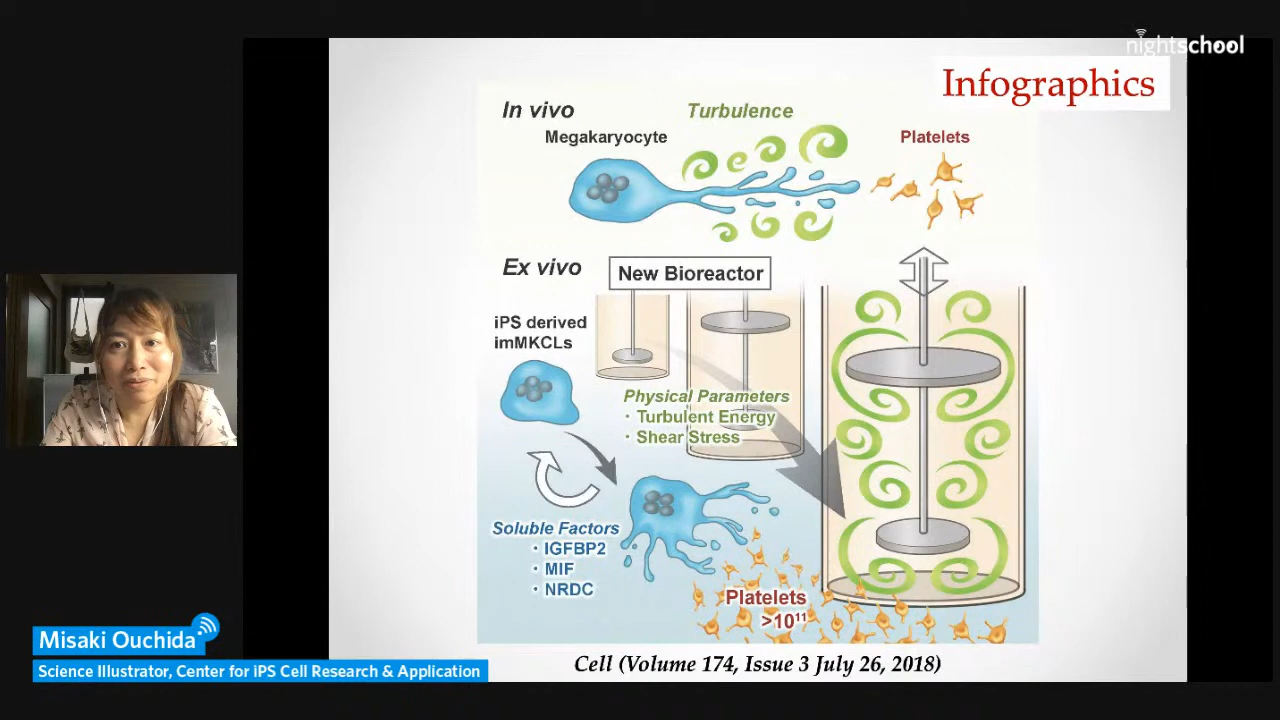 nightschool
Infographics
In vivo
Turbulence
Megakaryocyte
Platelets
Ex vivo
New Bioreactor
iPS derived
imMKCLs
Physical Parameters
・Turbulent Energy
・Shear Stress
Soluble Factors
・IGFBP2
・MIF
・NRDC
Platelets
>10¹¹
Misaki Ouchida
Science Illustrator, Center for iPS Cell Research & Application
Cell (Volume 174, Issue 3 July 26, 2018)